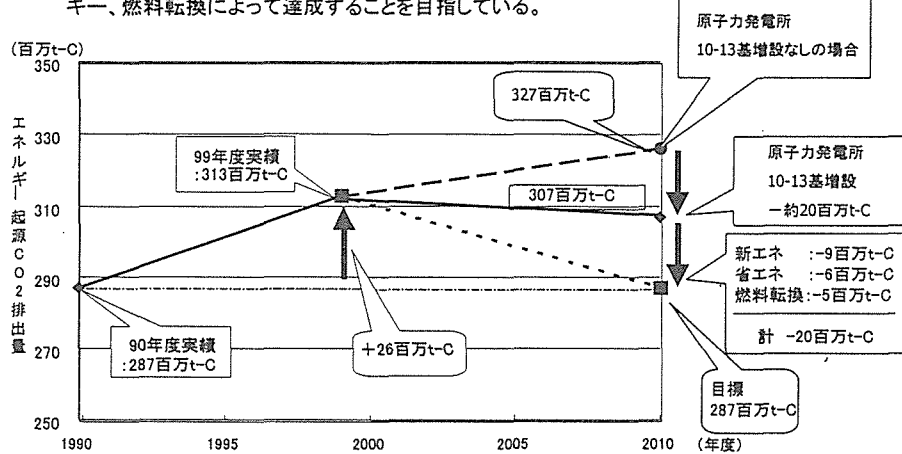 キー、燃料転換によって達成することを目指している。
(百万t-C)
350
330
310
290
270
250
エネルギー起源CO2排出量
1990
1995
2000
2005
2010
(年度)
原子力発電所
10-13基増設なしの場合
327百万t-C
99年度実績
:313百万t-C
307百万t-C
原子力発電所
10-13基増設
－約20百万t-C
新エネ :-9百万t-C
省エネ :-6百万t-C
燃料転換:-5百万t-C
計 -20百万t-C
90年度実績
:287百万t-C
＋26百万t-C
目標
287百万t-C